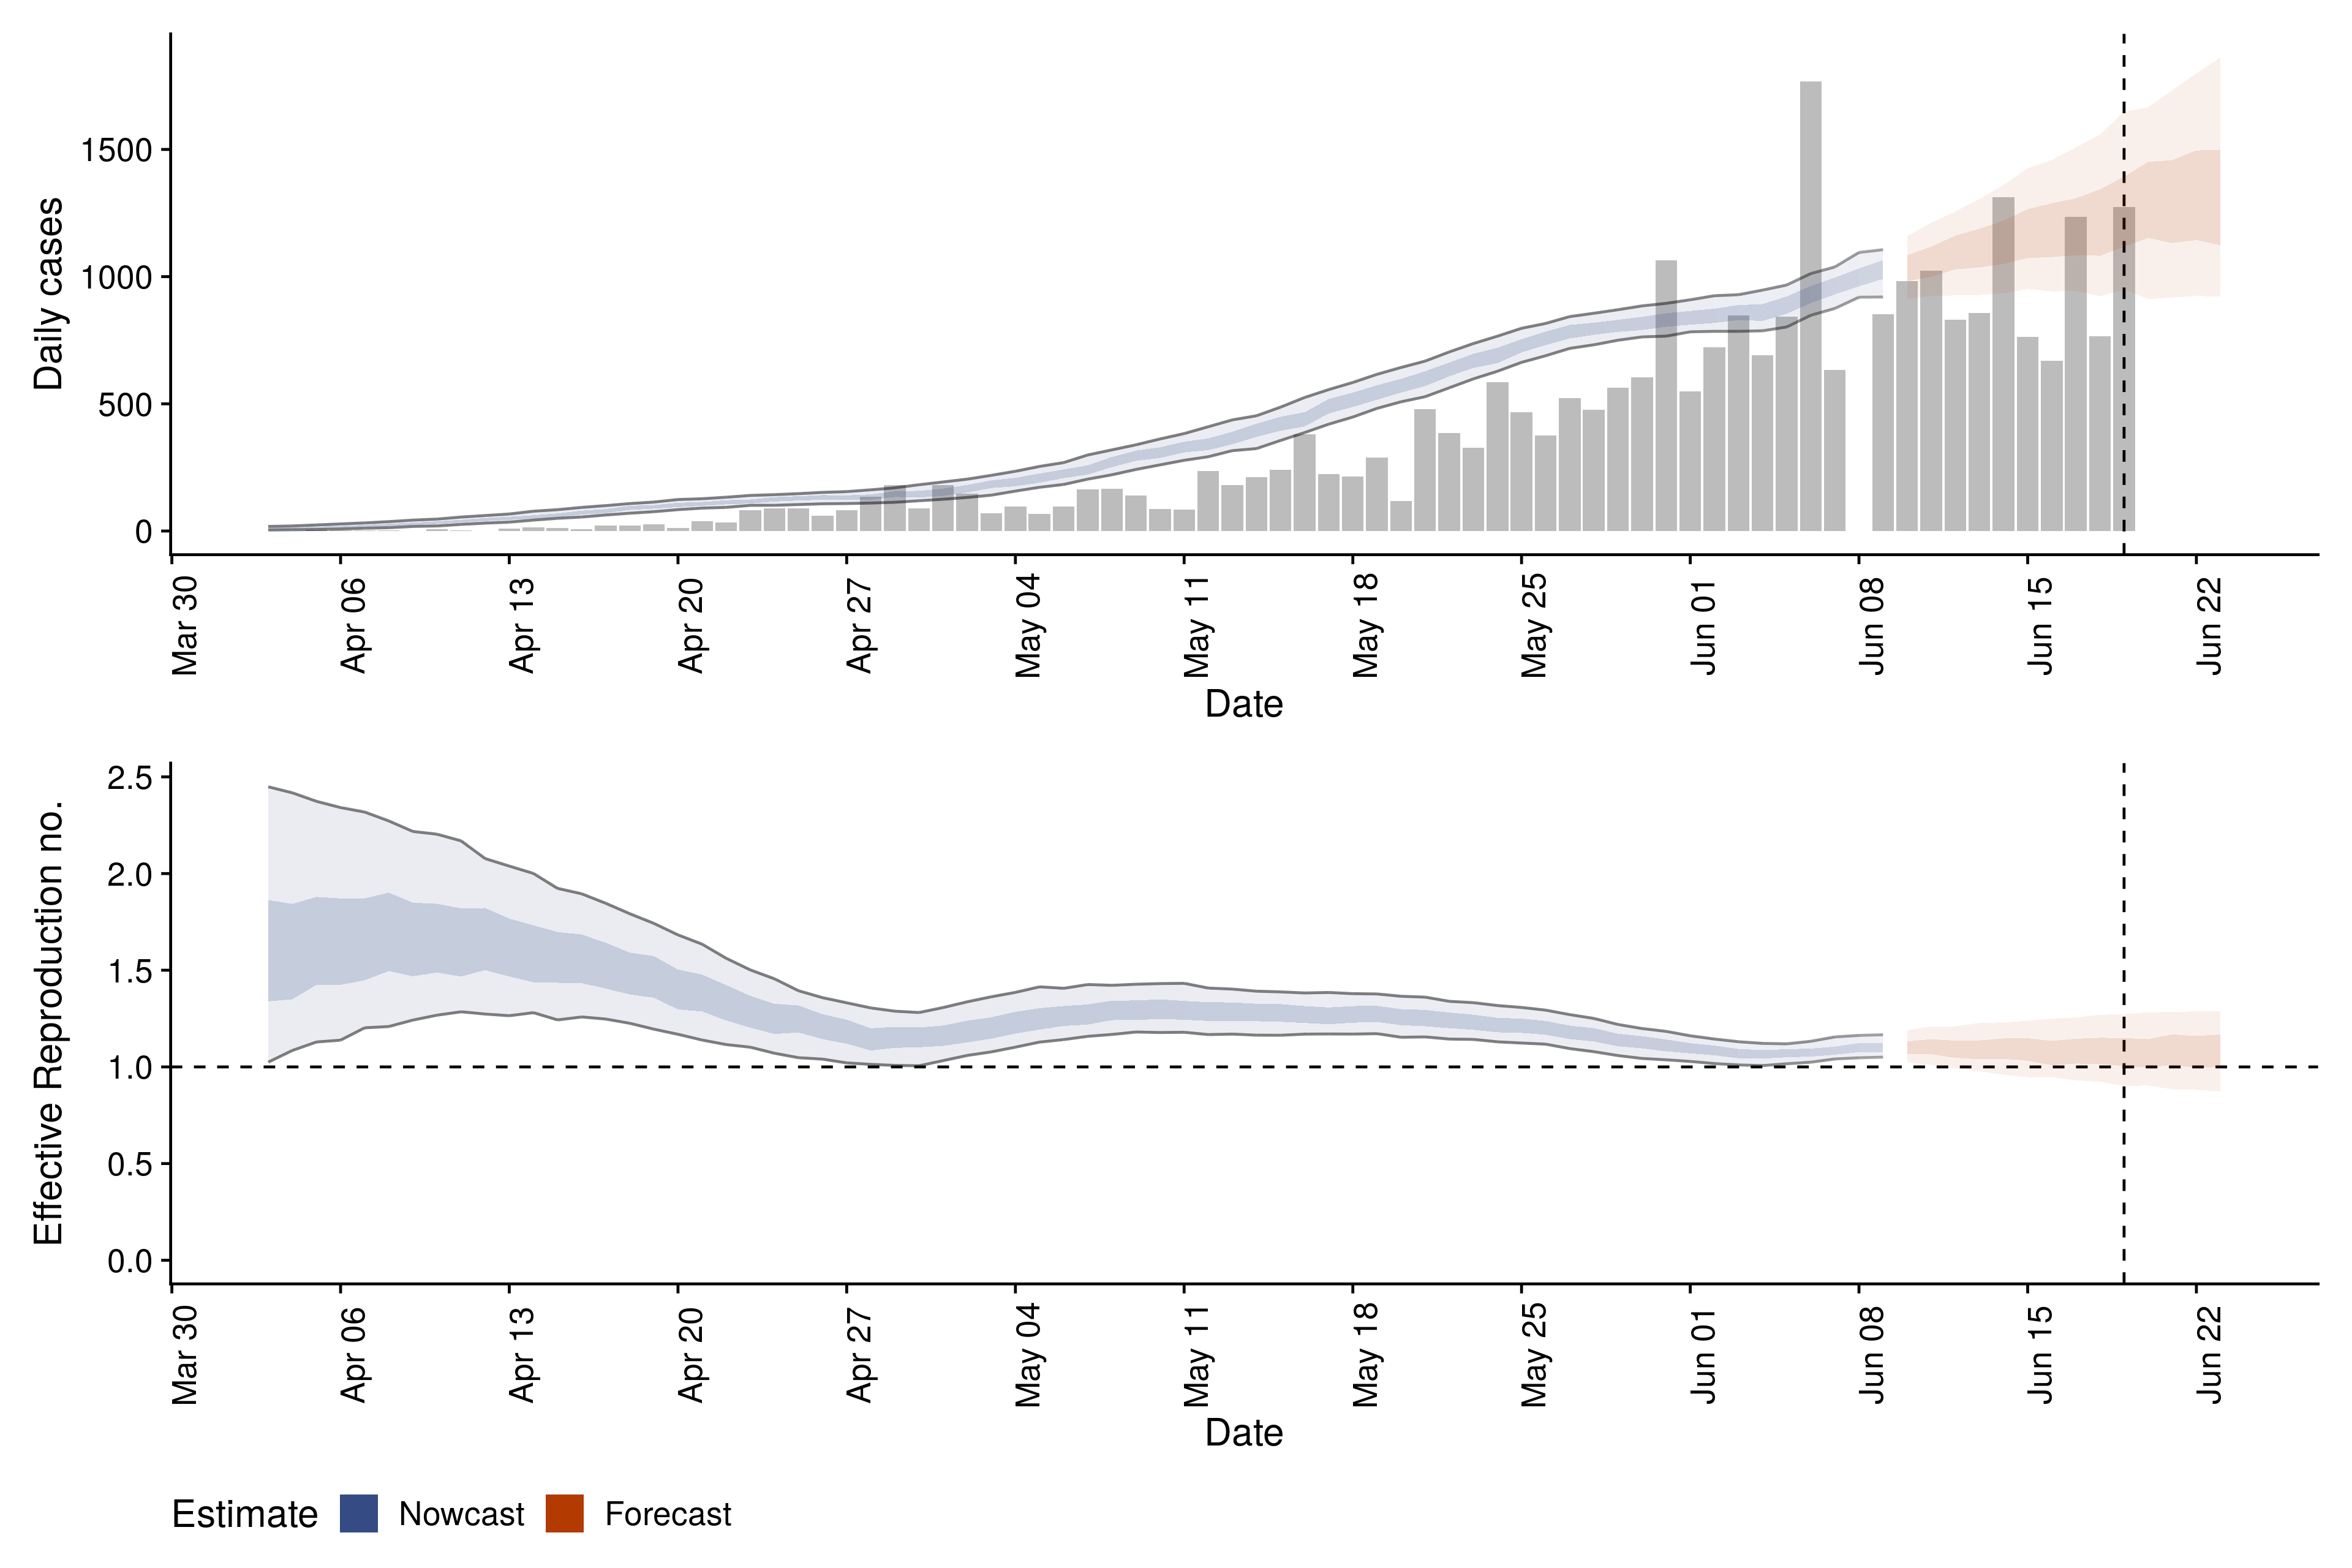 Daily cases
1500
1000
500
0
Mar 30
Apr 06
Apr 13
Apr 20
Apr 27
May 04
May 11
May 18
May 25
Jun 01
Jun 08
Jun 15
Jun 22
Date
Effective Reproduction no.
2.5
2.0
1.5
1.0
0.5
0.0
Mar 30
Apr 06
Apr 13
Apr 20
Apr 27
May 04
May 11
May 18
May 25
Jun 01
Jun 08
Jun 15
Jun 22
Date
Estimate Nowcast Forecast